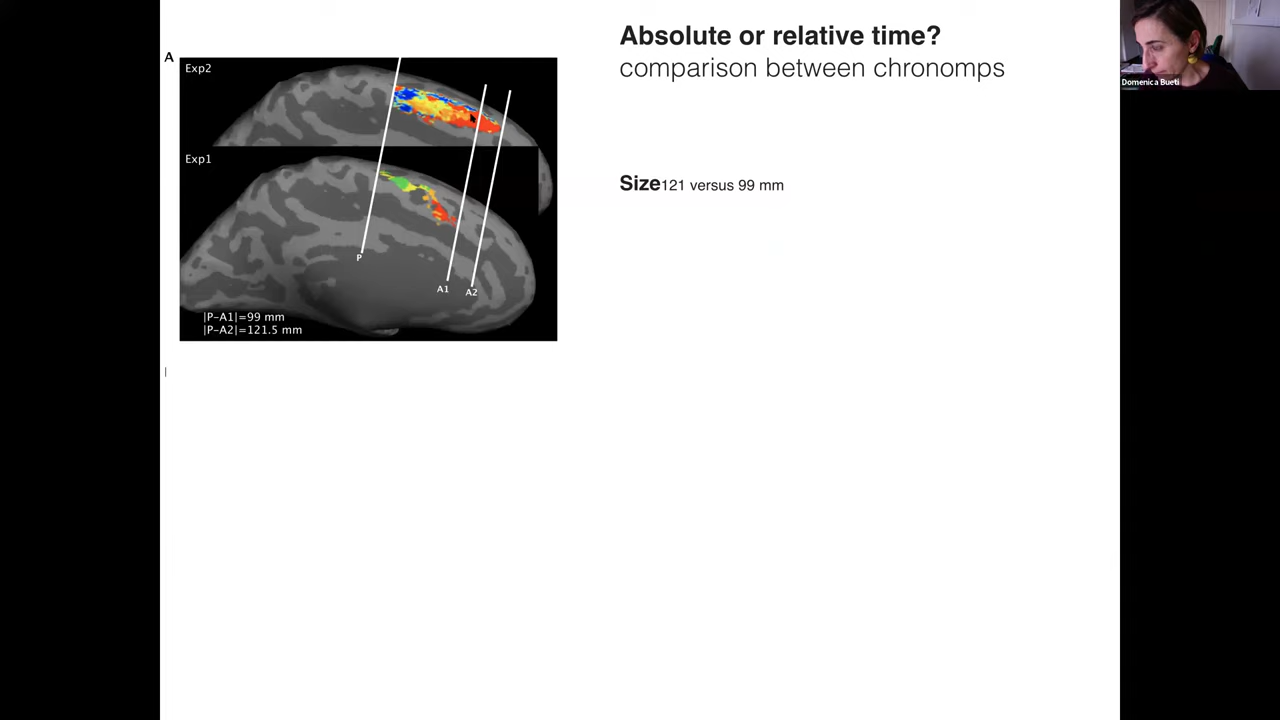 Absolute or relative time?
comparison between chronomps
Domenica Bueti
A
Exp2
Exp1
Size121 versus 99 mm
P
A1
A2
|P-A1|=99 mm
|P-A2|=121.5 mm